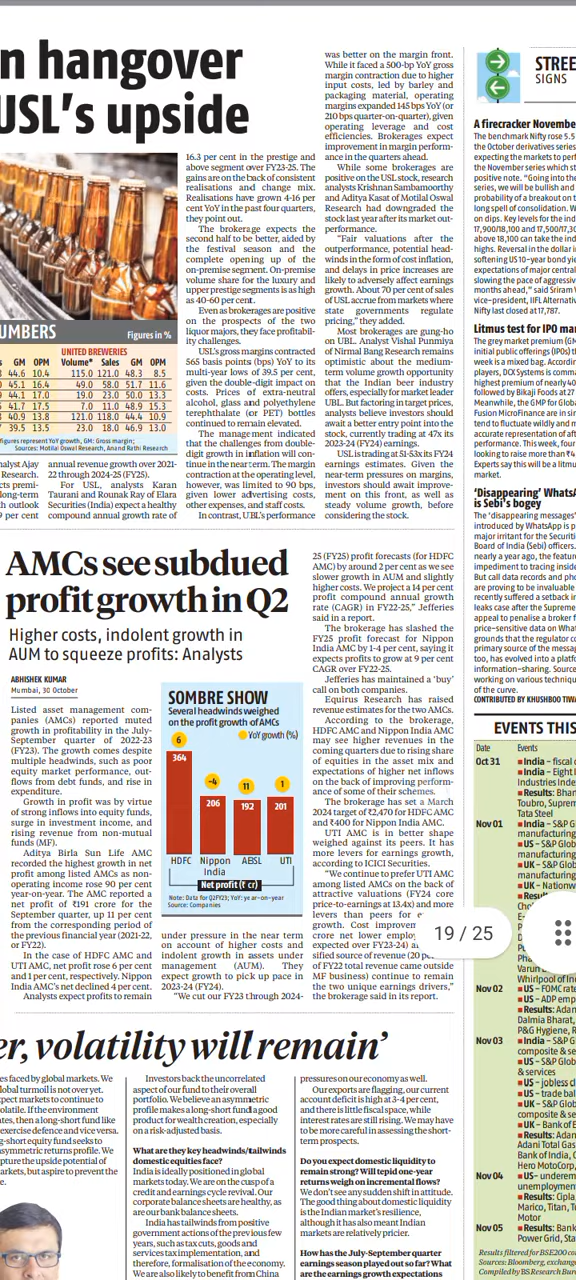 n hangover
USL's upside
UMBERS Figures in %
UNITED BREWERIES
GM OPM Volume* Sales GM OPM
44.6 10.4 115.0 121.0 48.3 8.5
45.1 16.4 49.0 58.0 51.7 11.6
44.1 17.0 19.0 23.0 50.0 13.3
41.7 17.5 7.0 11.0 48.9 15.3
40.9 13.8 121.0 18.0 44.4 10.9
39.5 13.5 23.0 18.0 46.9 13.0
figures represent YoY growth, GM: Gross margin;
Sources: Motilal Oswal Research, Anand Rathi Research
nalyst Ajay
Research.
cts premi-
long-term
th outlook
9 per cent
annual revenue growth over 2021-
22 through 2024-25 (FY25).
For USL, analysts Karan
Taurani and Rounak Ray of Elara
Securities (India) expect a healthy
compound annual growth rate of
16.3 per cent in the prestige and
above segment over FY23-25. The
gains are on the back of consistent
realisations and change mix.
Realisations have grown 4-16 per
cent YoY in the past four quarters,
they point out.
The brokerage expects the
second half to be better, aided by
the festival season and the
complete opening up of the
on-premise segment. On-premise
volume share for the luxury and
upper prestige segments is as high
as 40-60 per cent.
Even as brokerages are positive
on the prospects of the two
liquor majors, they face profitabil-
ity challenges.
USL's gross margins contracted
565 basis points (bps) YoY to its
multi-year lows of 39.5 per cent,
given the double-digit impact on
costs. Prices of extra-neutral
alcohol, glass and polyethylene
terephthalate (or PET) bottles
continued to remain elevated.
The management indicated
that the challenges from double-
digit growth in inflation will con-
tinue in the near term. The margin
contraction at the operating level,
however, was limited to 90 bps,
given lower advertising costs,
other expenses, and staff costs.
In contrast, UBL's performance
was better on the margin front.
While it faced a 500-bp YoY gross
margin contraction due to higher
input costs, led by barley and
packaging material, operating
margins expanded 145 bps YoY (or
210 bps quarter-on-quarter), given
operating leverage and cost
efficiencies. Brokerages expect
improvement in margin perform-
ance in the quarters ahead.
While some brokerages are
positive on the USL stock, research
analysts Krishnan Sambamoorthy
and Aditya Kasat of Motilal Oswal
Research had downgraded the
stock last year after its market out-
performance.
"Fair valuations after the
outperformance, potential head-
winds in the form of cost inflation,
and delays in price increases are
likely to adversely affect earnings
growth. About 70 per cent of sales
of USL accrue from markets where
state governments regulate
pricing," they added.
Most brokerages are gung-ho
on UBL. Analyst Vishal Punmiya
of Nirmal Bang Research remains
optimistic about the medium-
term volume growth opportunity
that the Indian beer industry
offers, especially for market leader
UBL. But factoring in target prices,
analysts believe investors should
await a better entry point into the
stock, currently trading at 47x its
2023-24 (FY24) earnings.
USL is trading at 51-53x its FY24
earnings estimates. Given the
near-term pressures on margins,
investors should await improve-
ment on this front, as well as
steady volume growth, before
considering the stock.
STREE
SIGNS
A firecracker Novembe
The benchmark Nifty rose 5.5
the October derivatives series
expecting the markets to perf
the November series which st
positive note. "Going into the
series, we will be bullish and
probability of a breakout on t
long spell of consolidation. W
on dips. Key levels for the ind
17,900/18,100 and 17,500/17,30
above 18,100 can take the ind
highs. Reversal in the dollar i
softening US 10-year bond yi
expectations of major central
slowing the pace of aggressiv
months ahead," said Sriram V
vice-president, IIFL Alternativ
Nifty last closed at 17,787.
Litmus test for IPO mar
The grey market premium (GM
initial public offerings (IPOs) th
week is a mixed bag. Accordin
players, DCX Systems is comma
highest premium of nearly 40
followed by Bikaji Foods at 27
Meanwhile, the GMP for Globa
Fusion MicroFinance are in sin
tend to fluctuate wildly and m
accurate representation of aft
performance. This week, four
looking to raise more than ₹4
Experts say this will be a litmu
market.
'Disappearing' WhatsA
is Sebi's bogey
The 'disappearing messages'
introduced by WhatsApp is p
major irritant for the Securitie
Board of India (Sebi) officers.
nearly a year ago, the feature
impediment to tracing inside
But call data records and pho
are proving to be invaluable
recently suffered a setback i
leaks case after the Supreme
appeal to penalise a broker f
price-sensitive data on What
grounds that the regulator co
primary source of the messag
too, has evolved into a platfo
information-sharing. Source
working on various technique
of the curve.
CONTRIBUTED BY KHUSHBOO TIWA
AMCs see subdued
profit growth in Q2
Higher costs, indolent growth in
AUM to squeeze profits: Analysts
ABHISHEK KUMAR
Mumbai, 30 October
Listed asset management com-
panies (AMCs) reported muted
growth in profitability in the July-
September quarter of 2022-23
(FY23). The growth comes despite
multiple headwinds, such as poor
equity market performance, out-
flows from debt funds, and rise in
expenditure.
Growth in profit was by virtue
of strong inflows into equity funds,
surge in investment income, and
rising revenue from non-mutual
funds (MF).
Aditya Birla Sun Life AMC
recorded the highest growth in net
profit among listed AMCs as non-
operating income rose 90 per cent
year-on-year. The AMC reported a
net profit of ₹191 crore for the
September quarter, up 11 per cent
from the corresponding period of
the previous financial year (2021-22,
or FY22).
In the case of HDFC AMC and
UTI AMC, net profit rose 6 per cent
and 1 per cent, respectively. Nippon
India AMC's net declined 4 per cent.
Analysts expect profits to remain
SOMBRE SHOW
Several headwinds weighed
on the profit growth of AMCs
YoY growth (%)
6 -4 11 1
364 206 192 201
HDFC Nippon India ABSL UTI
Net profit (₹ cr)
Note: Data for Q2FY23; YoY: year-on-year
Source: Companies
under pressure in the near term
on account of higher costs and
indolent growth in assets under
management (AUM). They
expect growth to pick up pace in
2023-24 (FY24).
"We cut our FY23 through 2024-
25 (FY25) profit forecasts (for HDFC
AMC) by around 2 per cent as we see
slower growth in AUM and slightly
higher costs. We project a 14 per cent
profit compound annual growth
rate (CAGR) in FY22-25," Jefferies
said in a report.
The brokerage has slashed the
FY25 profit forecast for Nippon
India AMC by 1-4 per cent, saying it
expects profits to grow at 9 per cent
CAGR over FY22-25.
Jefferies has maintained a 'buy'
call on both companies.
Equirus Research has raised
revenue estimates for the two AMCs.
According to the brokerage,
HDFC AMC and Nippon India AMC
may see higher revenues in the
coming quarters due to rising share
of equities in the asset mix and
expectations of higher net inflows
on the back of improving perform-
ance of some of their schemes.
The brokerage has set a March
2024 target of ₹2,470 for HDFC AMC
and ₹400 for Nippon India AMC.
UTI AMC is in better shape
weighed against its peers. It has
more levers for earnings growth,
according to ICICI Securities.
"We continue to prefer UTI AMC
among listed AMCs on the back of
attractive valuations (FY24 core
price-to-earnings at 13.4x) and more
levers than peers for e
growth. Cost improvem
crore net lower employ
expected over FY23-24) a
sified source of revenue (20 pe
of FY22 total revenue came outside
MF business) continue to remain
the two unique earnings drivers,"
the brokerage said in its report.
19 / 25
EVENTS THIS
Date Events
Oct 31 India – fiscal
India – Eight I
Industries Inde
Results: Bhar
Toubro, Suprem
Tata Steel
Nov 01 India – S&P G
manufacturing
US – S&P Glob
manufacturing
UK – S&P Glob
manufacturing
UK – Nationw
Resul
Varun
Whirlpool of In
Nov 02 US – FOMC rate
US – ADP emp
Results: Adan
Dalmia Bharat,
P&G Hygiene, R
Nov 03 India – S&P G
composite & se
US – S&P Glob
& services
US – jobless cl
US – trade bal
UK – S&P Glob
composite & se
UK – Bank of E
Results: Adan
Adani Total Gas
Bank of India, C
Hero MotoCorp,
Nov 04 US – underem
unemployment
Results: Cipla,
Marico, Titan, To
Motor
Nov 05 Results: Bank
Power Grid, Sta
Results filtered for BSE200 co
Sources: Bloomberg, exchange
Compiled by BS Research Bur
er, volatility will remain'
es faced by global markets. We
obal turmoil is not over yet.
pect markets to continue to
olatile. If the environment
ates, then a long-short fund like
exercise defence and vice versa.
g-short equity fund seeks to
symmetric returns profile. We
pture the upside potential of
arkets, but aspire to prevent the
e.
Investors back the uncorrelated
aspect of our fund to their overall
portfolio. We believe an asymmetric
profile makes a long-short fund a good
product for wealth creation, especially
on a risk-adjusted basis.
What are they key headwinds/tailwinds
domestic equities face?
India is ideally positioned in global
markets today. We are on the cusp of a
credit and earnings cycle revival. Our
corporate balance sheets are healthy, as
are our bank balance sheets.
India has tailwinds from positive
government actions of the previous few
years, such as tax cuts, goods and
services tax implementation, and
therefore, formalisation of the economy.
We are also likely to benefit from China
pressures on our economy as well.
Our exports are flagging, our current
account deficit is high at 3-4 per cent,
and there is little fiscal space, while
interest rates are still rising. We may have
to be more careful in assessing the short-
term prospects.
Do you expect domestic liquidity to
remain strong? Will tepid one-year
returns weigh on incremental flows?
We don't see any sudden shift in attitude.
The good thing about domestic liquidity
is the Indian market's resilience,
although it has also meant Indian
markets are relatively pricier.
How has the July-September quarter
earnings season played out so far? What
are the earnings growth expectations